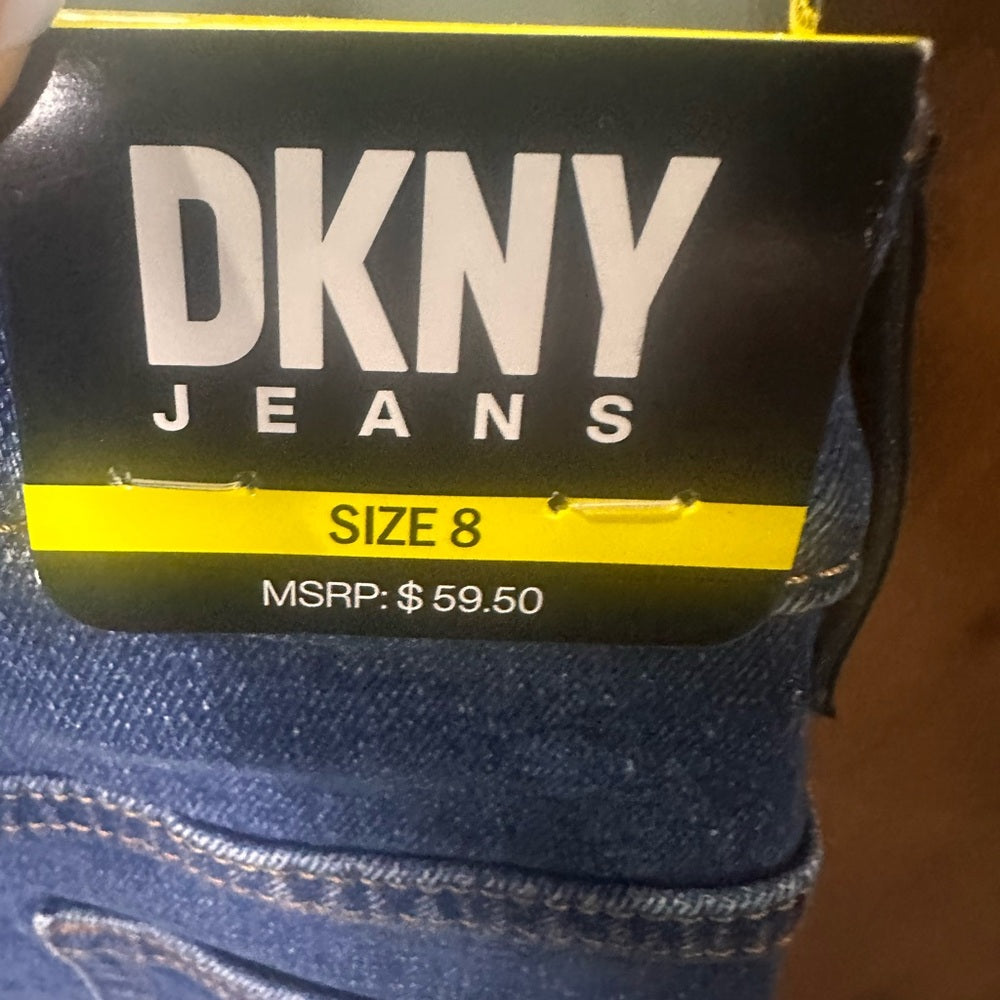 DKNY
JEANS
SIZE 8
MSRP: $ 59.50